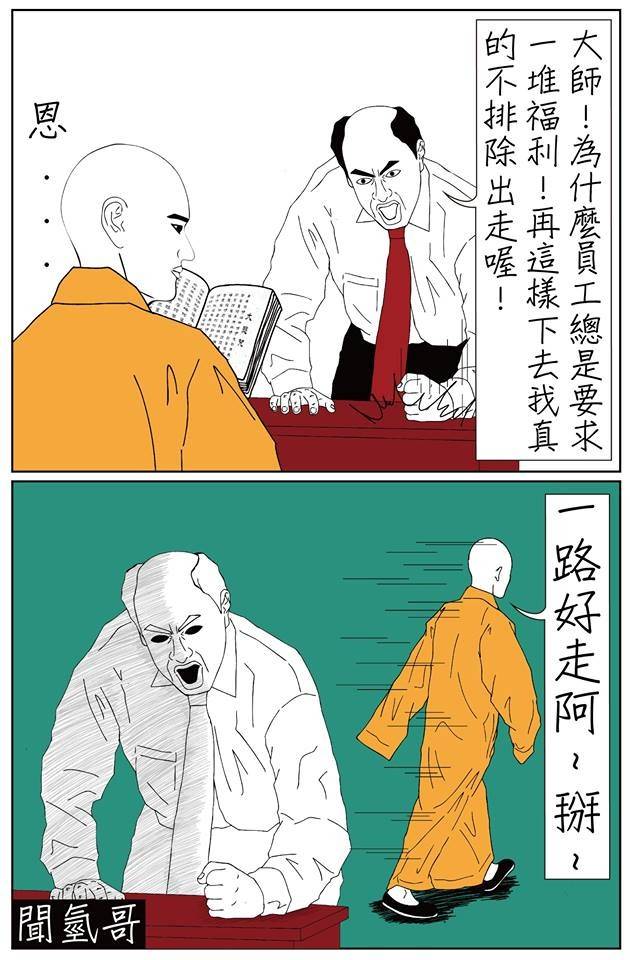 大師！為什麼員工總是要求
一堆福利！再這樣下去我真
的不排除出走喔！
恩...
一路好走阿~掰~
聞氫哥